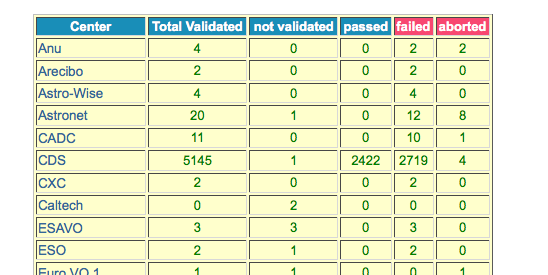 Center Total Validated not validated passed failed aborted
Anu 4 0 0 2 2
Arecibo 2 0 0 2 0
Astro-Wise 4 0 0 4 0
Astronet 20 1 0 12 8
CADC 11 0 0 10 1
CDS 5145 1 2422 2719 4
CXC 2 0 0 2 0
Caltech 0 2 0 0 0
ESAVO 3 3 0 3 0
ESO 2 1 0 2 0
Euro VO 1 1 1 0 0 1